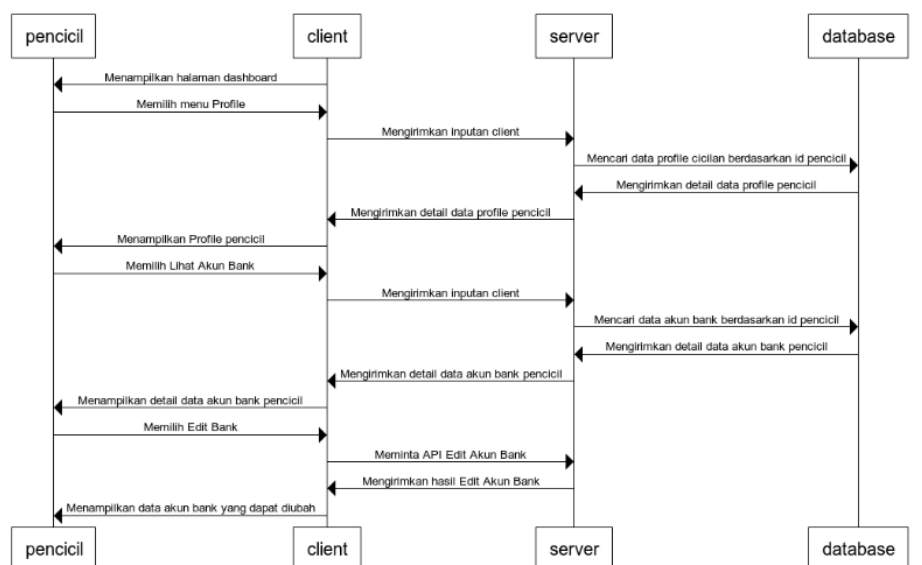 pencicil
client
server
database
Menampilkan halaman dashboard
Memilih menu Profile
Mengirimkan inputan client
Mencari data profile cicilan berdasarkan id pencicil
Mengirimkan detail data profile pencicil
Mengirimkan detail data profile pencicil
Menampilkan Profile pencicil
Memilih Lihat Akun Bank
Mengirimkan inputan client
Mencari data akun bank berdasarkan id pencicil
Mengirimkan detail data akun bank pencicil
Mengirimkan detail data akun bank pencicil
Menampilkan detail data akun bank pencicil
Memilih Edit Bank
Meminta API Edit Akun Bank
Mengirimkan hasil Edit Akun Bank
Menampilkan data akun bank yang dapat diubah
pencicil
client
server
database